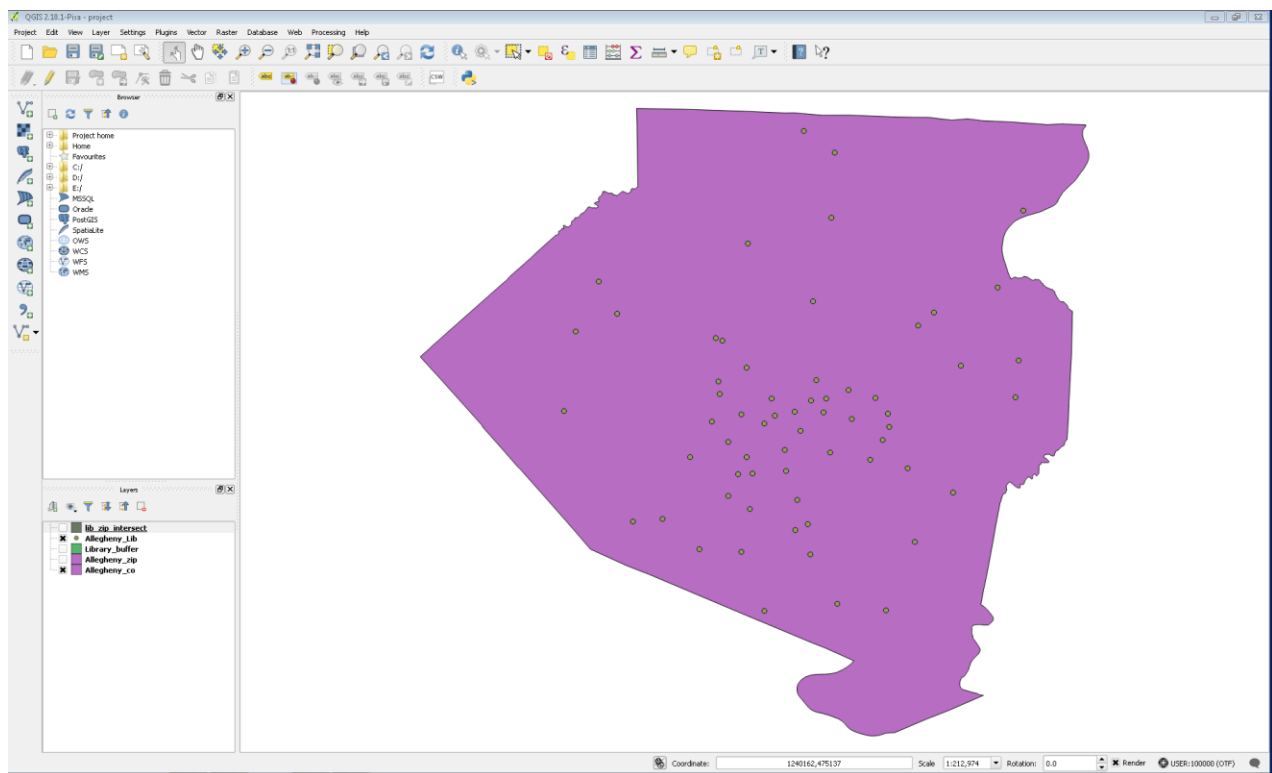 QGIS 2.18.1-Pisa - project
Project Edit View Layer Settings Plugins Vector Raster Database Web Processing Help
CSW
Browser
Project home
Home
Favourites
C:/
D:/
E:/
MSSQL
Oracle
PostGIS
SpatiaLite
OWS
WCS
WFS
WMS
Layers
lib_zip_intersect
Allegheny_Lib
Library_buffer
Allegheny_zip
Allegheny_co
Coordinate: 1240162,475137 Scale 1:212,974 Rotation: 0.0 Render USER:100000 (OTF)